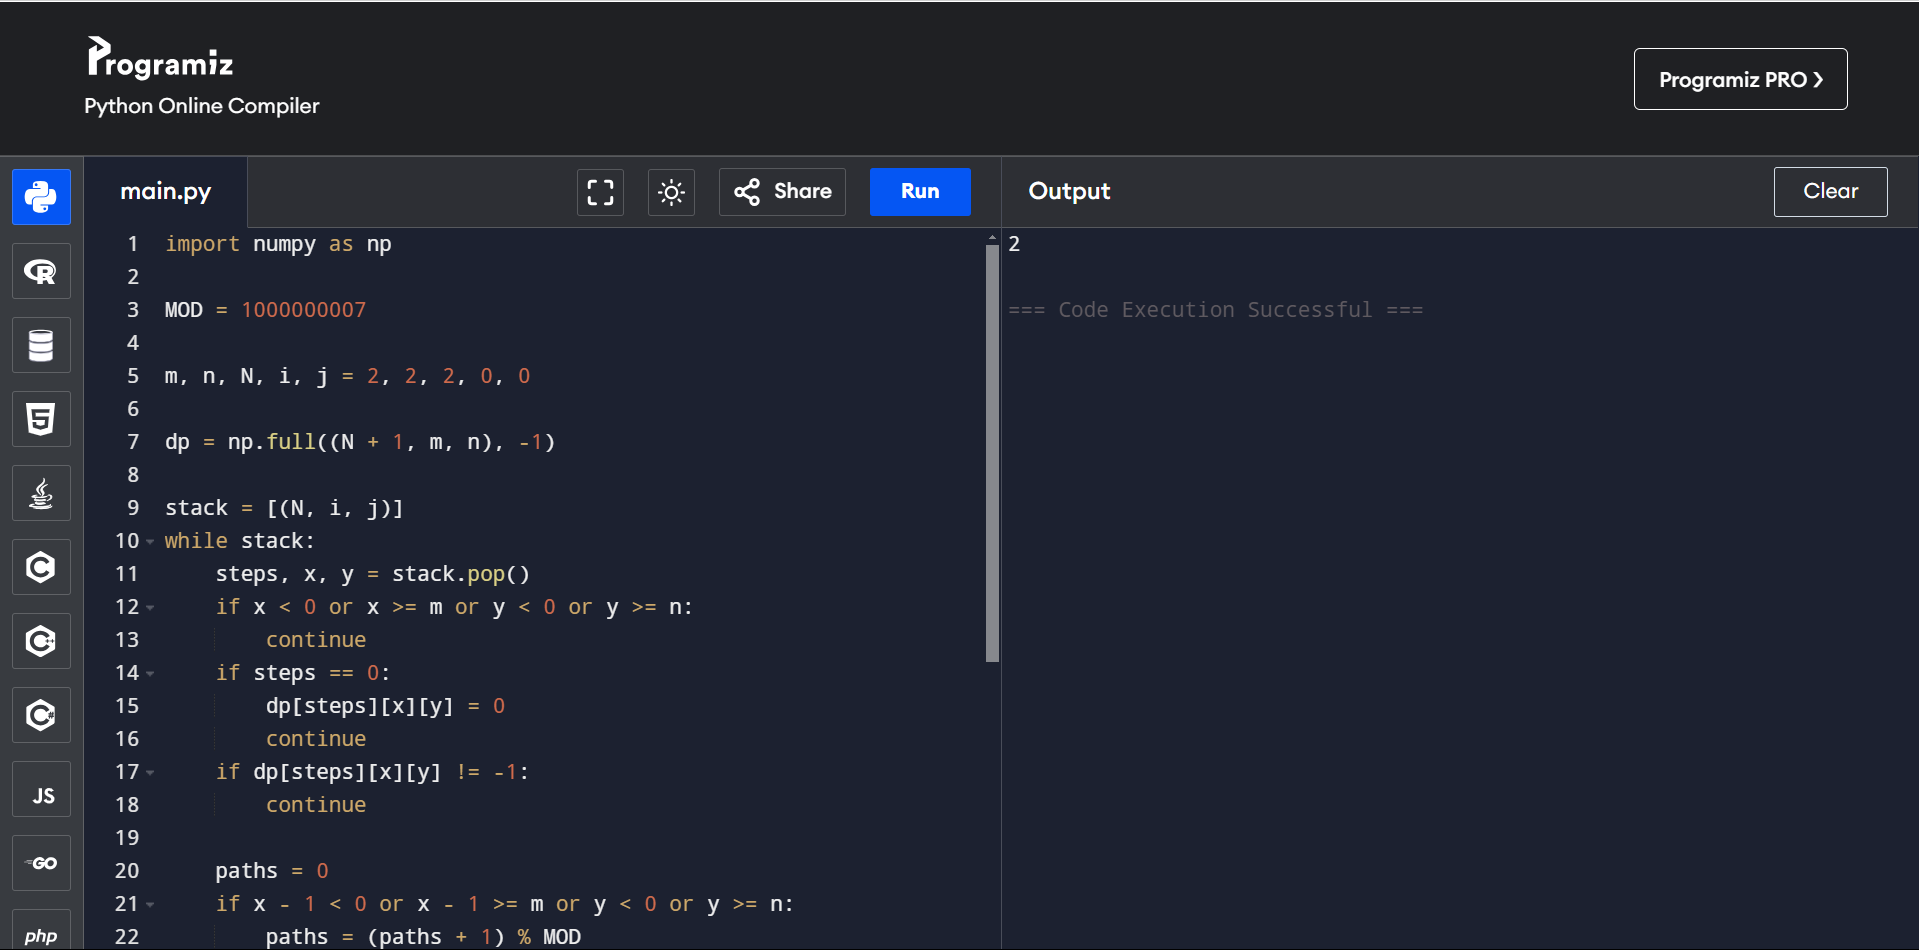 Programiz
Python Online Compiler
Programiz PRO ❯
main.py
Share
Run
Output
Clear
1 import numpy as np
2
3 MOD = 1000000007
4
5 m, n, N, i, j = 2, 2, 2, 0, 0
6
7 dp = np.full((N + 1, m, n), -1)
8
9 stack = [(N, i, j)]
10 while stack:
11     steps, x, y = stack.pop()
12     if x < 0 or x >= m or y < 0 or y >= n:
13         continue
14     if steps == 0:
15         dp[steps][x][y] = 0
16         continue
17     if dp[steps][x][y] != -1:
18         continue
19
20     paths = 0
21     if x - 1 < 0 or x - 1 >= m or y < 0 or y >= n:
22         paths = (paths + 1) % MOD
2
=== Code Execution Successful ===
R
5
C
C++
C#
JS
GO
php